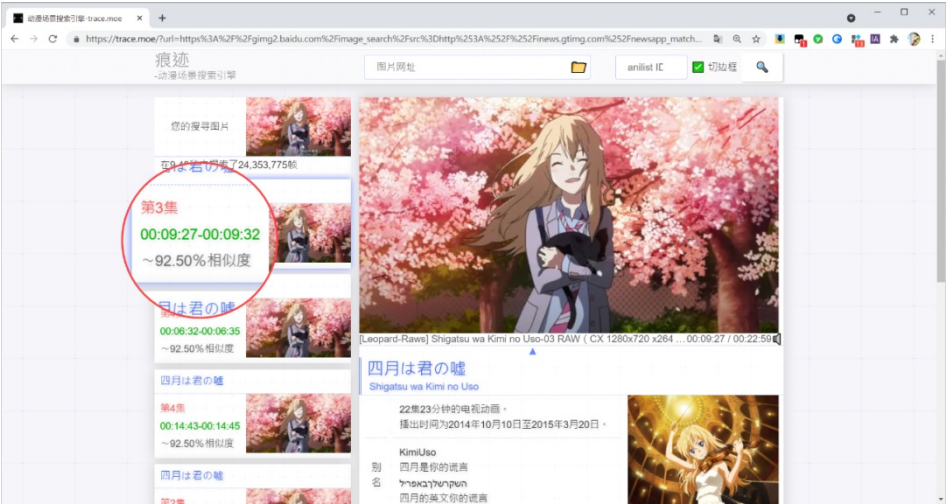 动漫场景搜索引擎·trace.moe
https://trace.moe/?url=https%3A%2F%2Fgimg2.baidu.com%2Fimage_search%2Fsrc%3Dhttp%253A%252F%252Finews.gtimg.com%252Fnewsapp_match...
痕迹
-动漫场景搜索引擎
图片网址
anilist ID
切边框
您的搜寻图片
了24,353,775帧
は君の嘘
第3集
00:09:27-00:09:32
～92.50%相似度
月は君の嘘
00:06:32-00:06:35
～92.50%相似度
四月は君の嘘
第4集
00:14:43-00:14:45
～92.50%相似度
四月は君の嘘
[Leopard-Raws] Shigatsu wa Kimi no Uso-03 RAW ( CX 1280x720 x264 ... 00:09:27 / 00:22:59
四月は君の嘘
Shigatsu wa Kimi no Uso
22集23分钟的电视动画。
播出时间为2014年10月10日至2015年3月20日。
别名
KimiUso
四月是你的谎言
השקרשלךבאפריל
四月的英文你的谎言